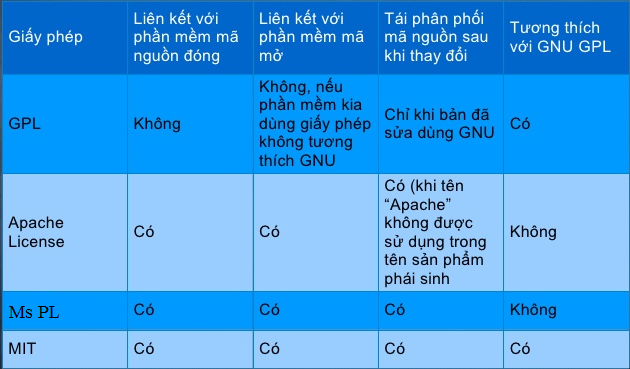 Giấy phép
Liên kết với
phần mềm mã
nguồn đóng
Liên kết với
phần mềm mã
mở
Tái phân phối
mã nguồn sau
khi thay đổi
Tương thích
với GNU GPL
GPL
Không
Không, nếu
phần mềm kia
dùng giấy phép
không tương
thích GNU
Chỉ khi bản đã
sửa dùng GNU
Có
Apache
License
Có
Có
Có (khi tên
“Apache”
không được
sử dụng trong
tên sản phẩm
phái sinh
Không
Ms PL
Có
Có
Có
Không
MIT
Có
Có
Có
Có